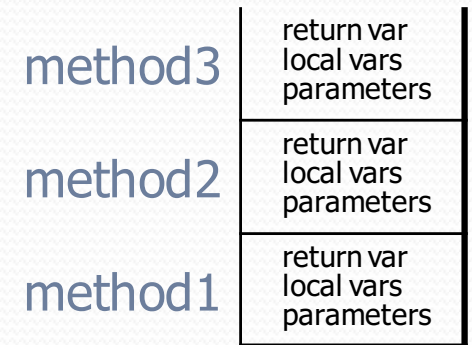 method3
return var
local vars
parameters
method2
return var
local vars
parameters
method1
return var
local vars
parameters